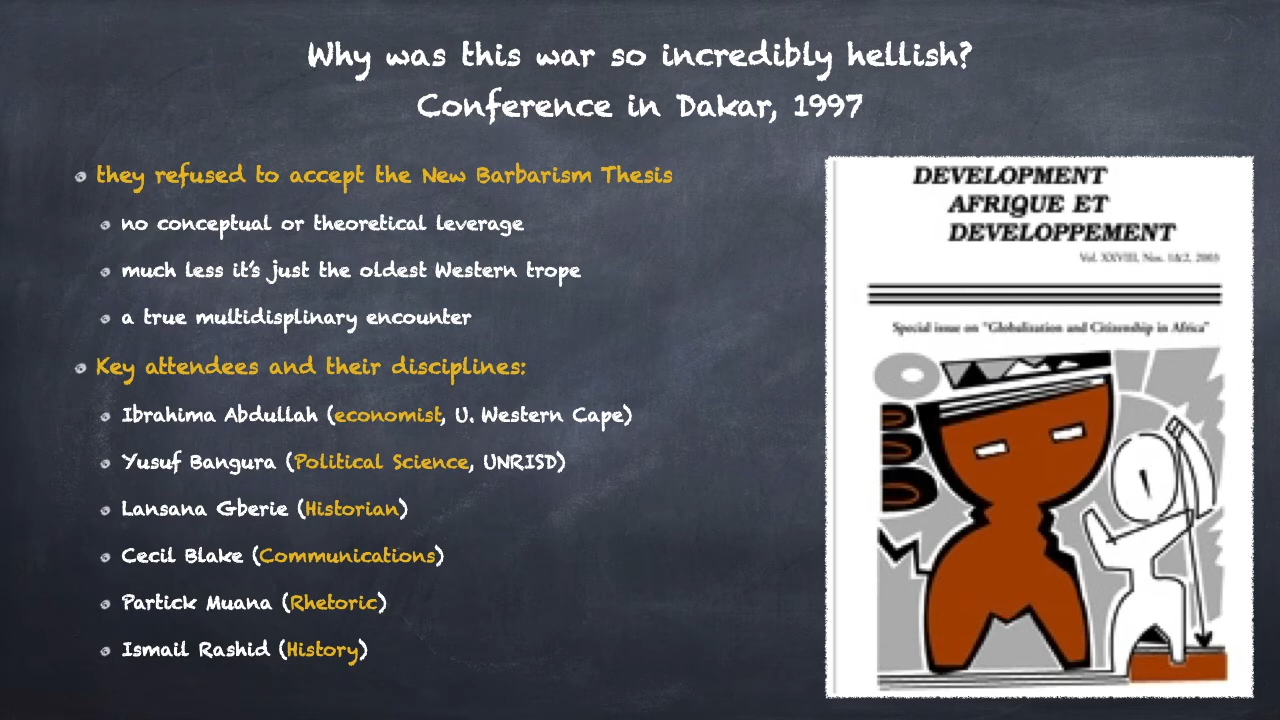 Why was this war so incredibly hellish?
Conference in Dakar, 1997
they refused to accept the New Barbarism Thesis
no conceptual or theoretical leverage
much less it's just the oldest Western trope
a true multidisplinary encounter
Key attendees and their disciplines:
Ibrahima Abdullah (economist, U. Western Cape)
Yusuf Bangura (Political Science, UNRISD)
Lansana Gberie (Historian)
Cecil Blake (Communications)
Partick Muana (Rhetoric)
Ismail Rashid (History)
DEVELOPMENT
AFRIQUE ET
DEVELOPPEMENT
Vol. XXVIII, Nos. 1&2, 2003
Special issue on "Globalization and Citizenship in Africa"